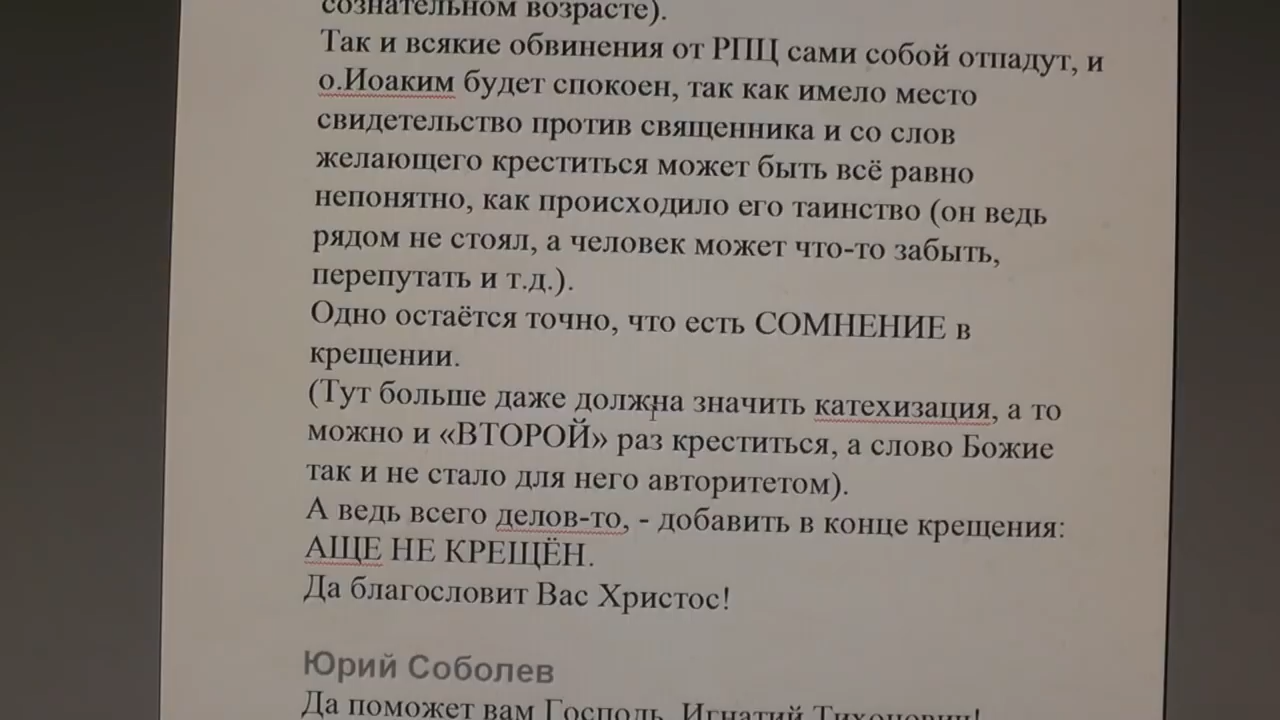 сознательном возрасте).
Так и всякие обвинения от РПЦ сами собой отпадут, и
о.Иоаким будет спокоен, так как имело место
свидетельство против священника и со слов
желающего креститься может быть всё равно
непонятно, как происходило его таинство (он ведь
рядом не стоял, а человек может что-то забыть,
перепутать и т.д.).
Одно остаётся точно, что есть СОМНЕНИЕ в
крещении.
(Тут больше даже должна значить катехизация, а то
можно и «ВТОРОЙ» раз креститься, а слово Божие
так и не стало для него авторитетом).
А ведь всего делов-то, - добавить в конце крещения:
АЩЕ НЕ КРЕЩЁН.
Да благословит Вас Христос!
Юрий Соболев
Да поможет вам Господь, Игнатий Тихонович!